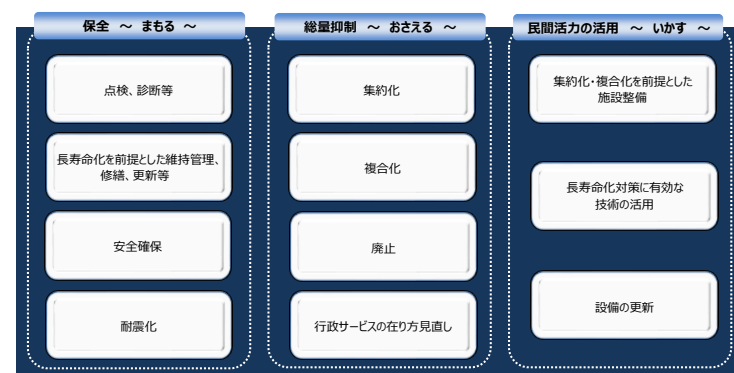 保全 ～ まもる ～
点検、診断等
長寿命化を前提とした維持管理、
修繕、更新等
安全確保
耐震化
総量抑制 ～ おさえる ～
集約化
複合化
廃止
行政サービスの在り方見直し
民間活力の活用 ～ いかす ～
集約化・複合化を前提とした
施設整備
長寿命化対策に有効な
技術の活用
設備の更新